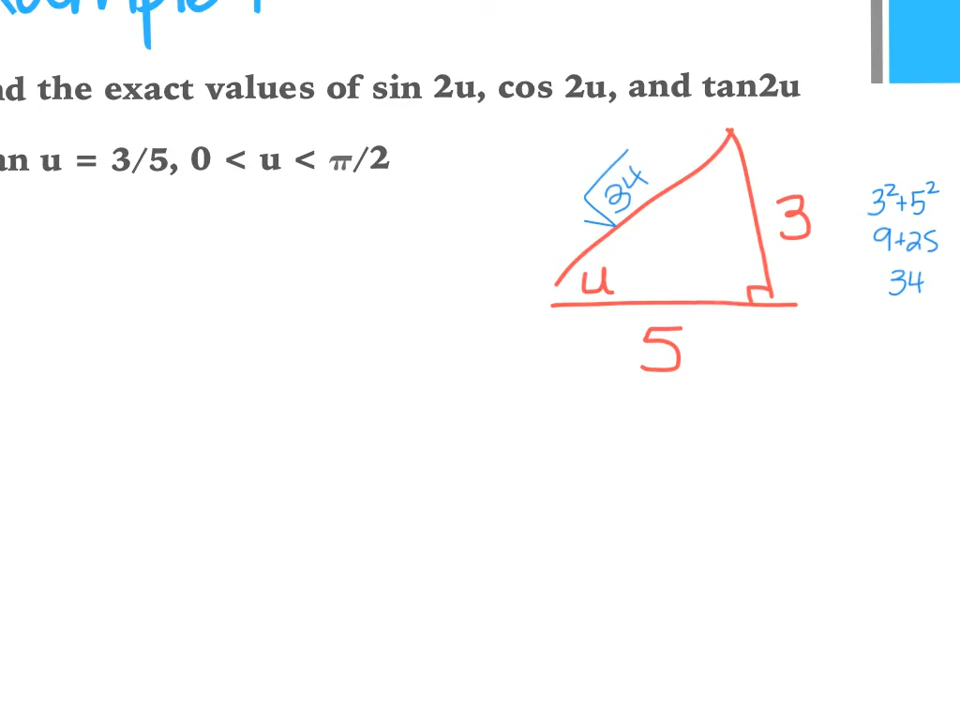 nd the exact values of sin 2u, cos 2u, and tan2u
an u = 3/5, 0 < u < π/2
√34
3
u
5
3²+5²
9+25
34